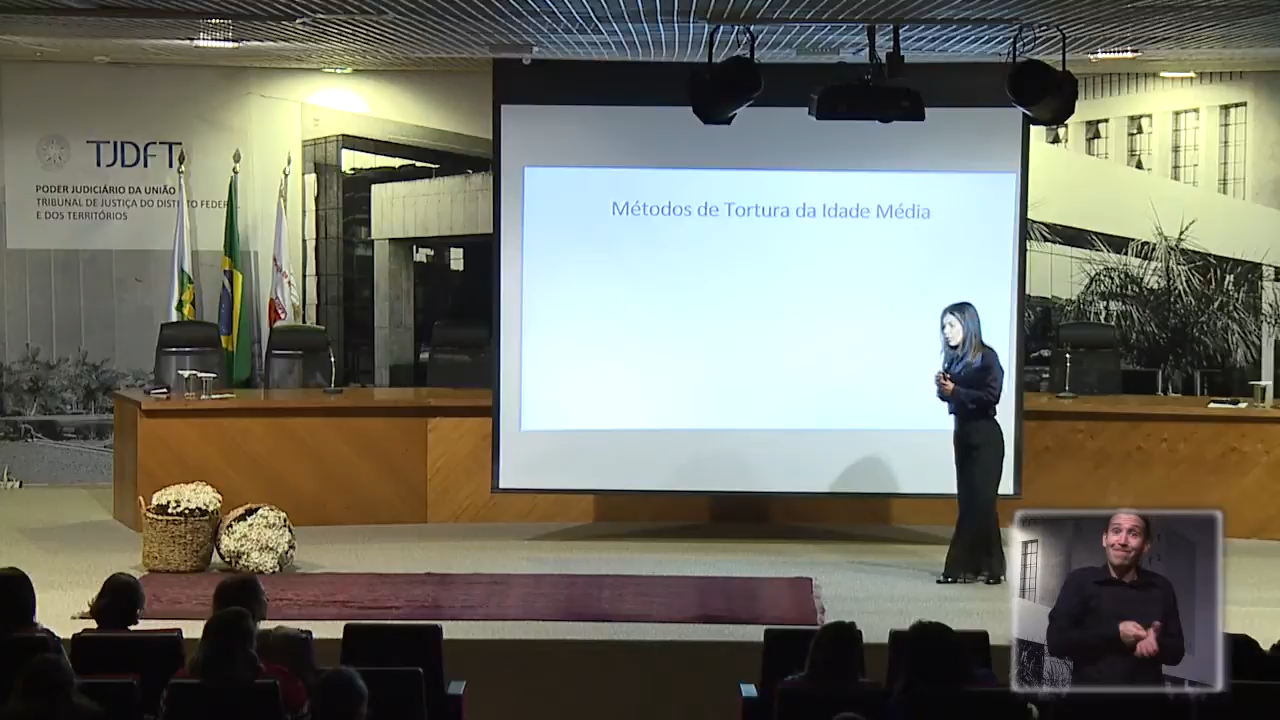 TJDFT
PODER JUDICIÁRIO DA UNIÃO
TRIBUNAL DE JUSTIÇA DO DISTRITO FEDER
E DOS TERRITÓRIOS
Métodos de Tortura da Idade Média